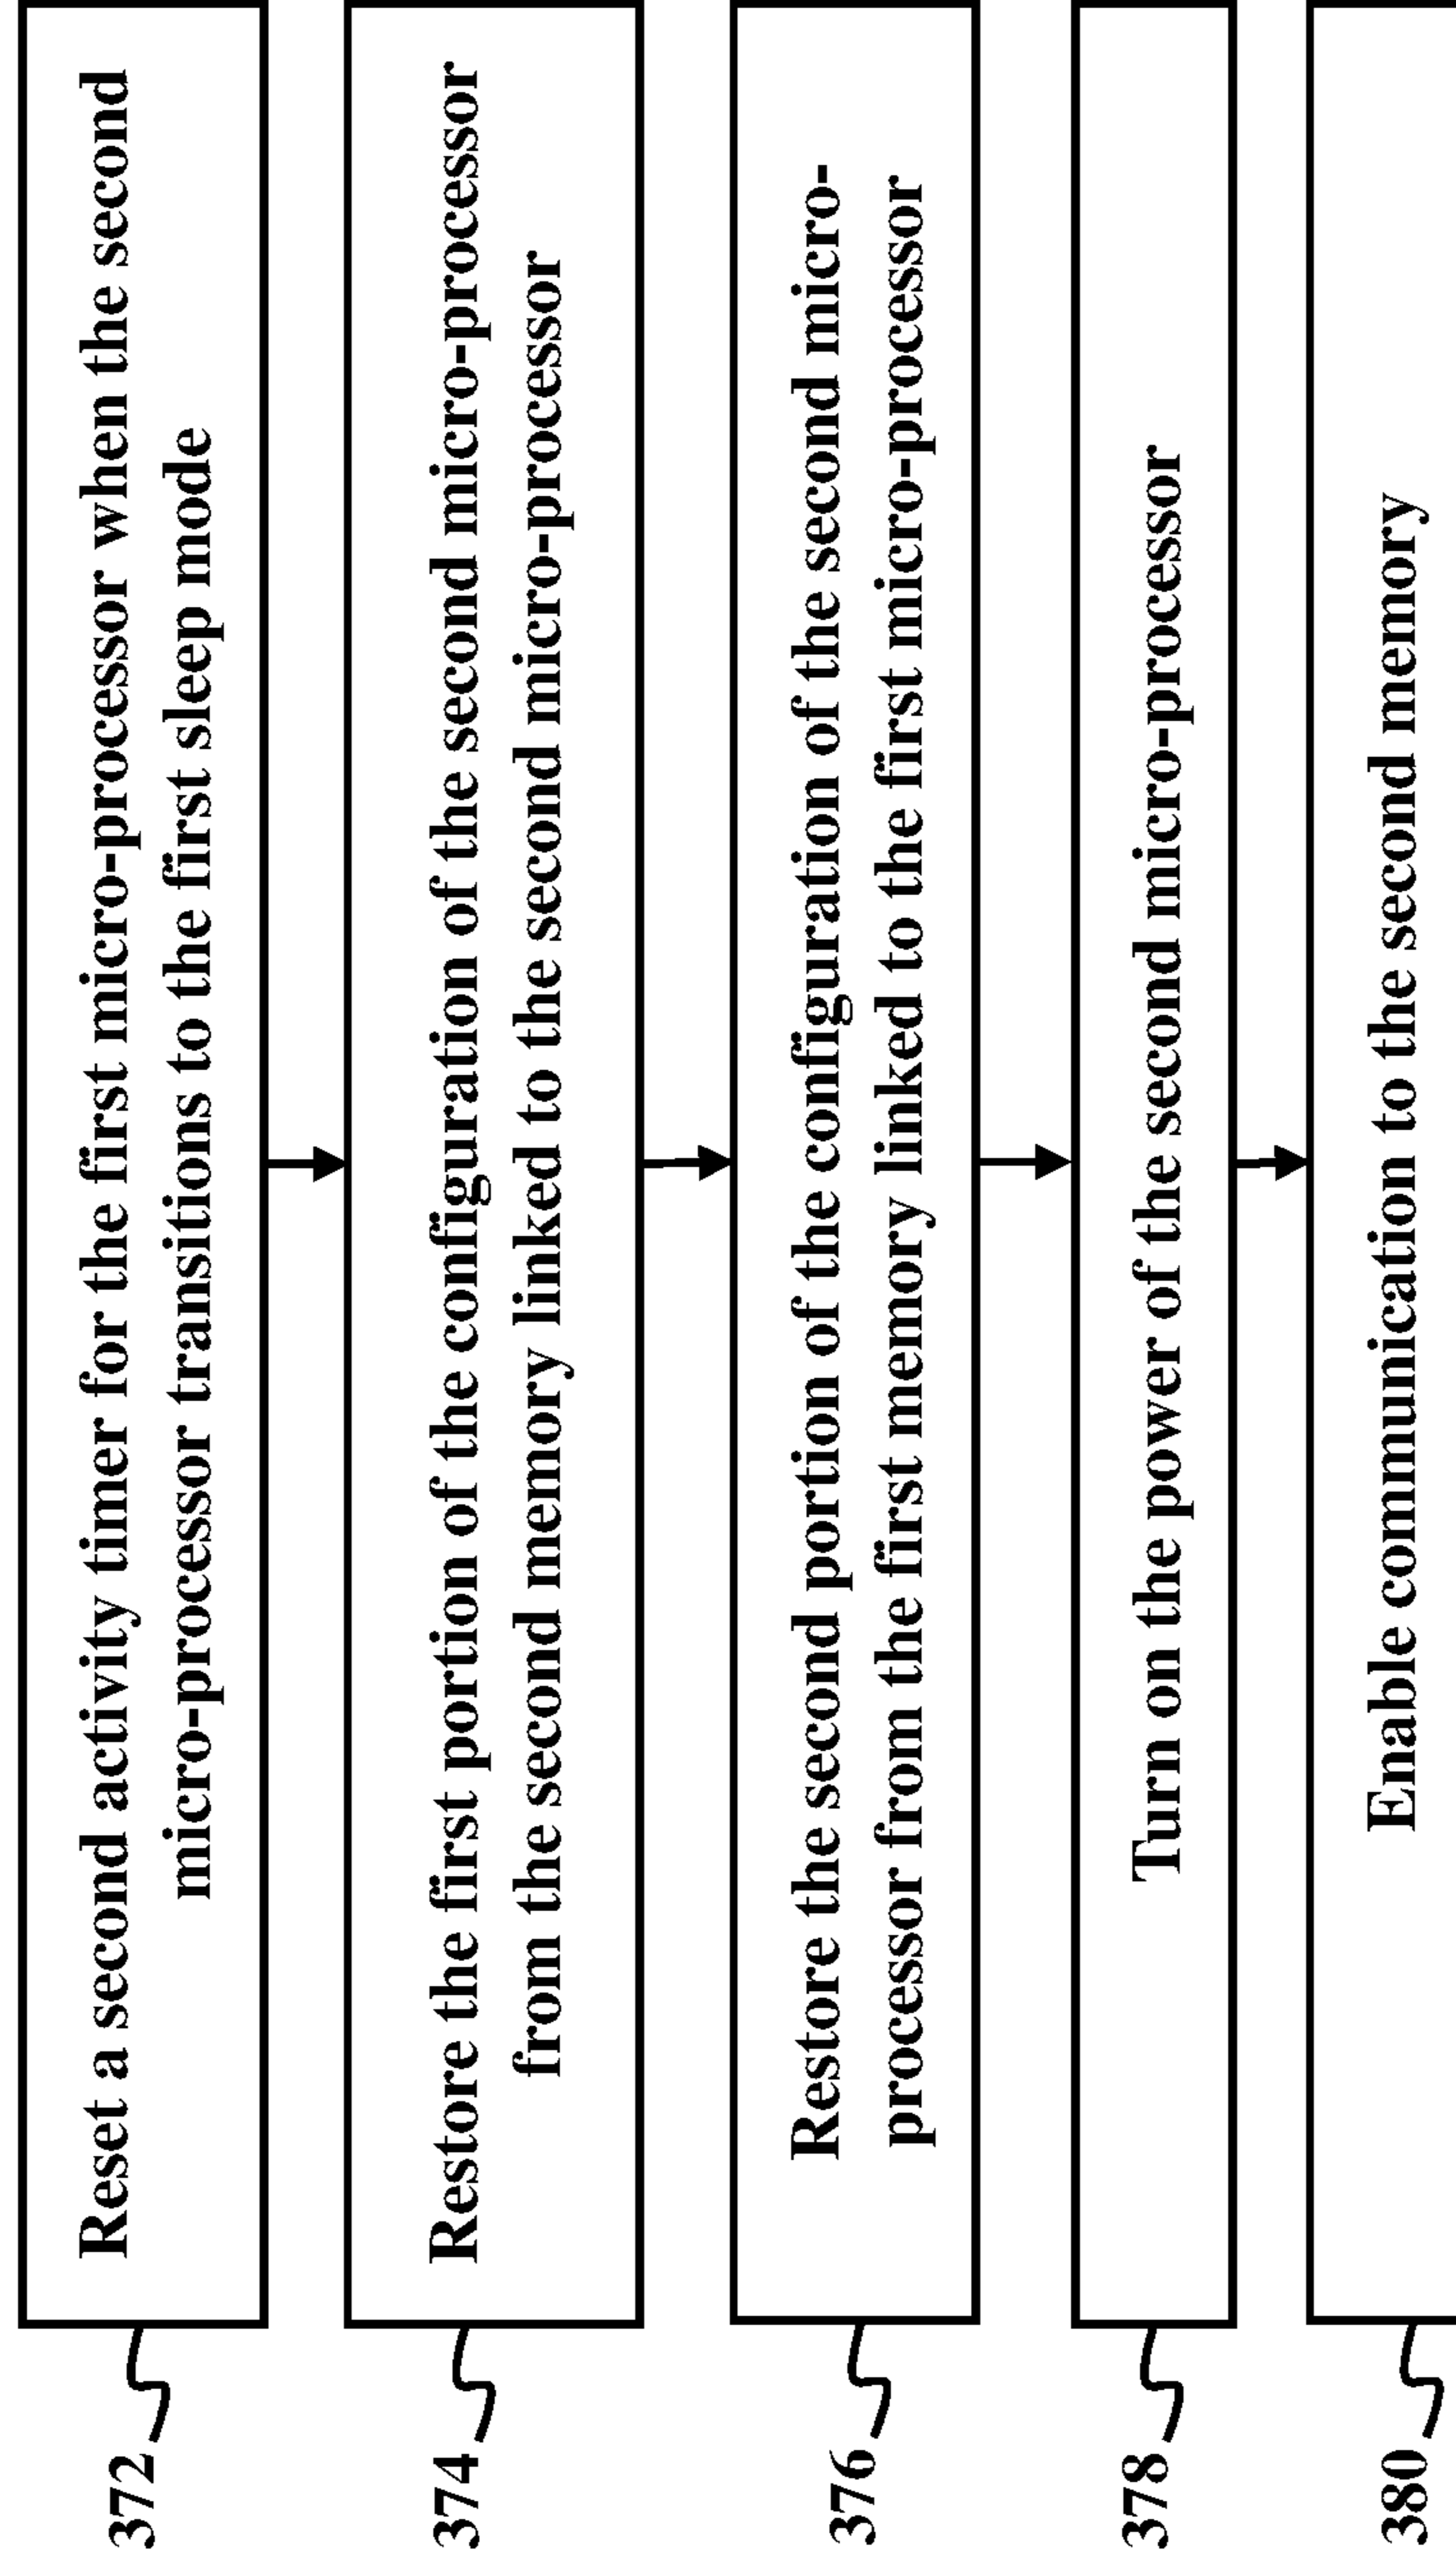 372
Reset a second activity timer for the first micro-processor when the second
micro-processor transitions to the first sleep mode
374
Restore the first portion of the configuration of the second micro-processor
from the second memory linked to the second micro-processor
376
Restore the second portion of the configuration of the second micro-
processor from the first memory linked to the first micro-processor
378
Turn on the power of the second micro-processor
380
Enable communication to the second memory